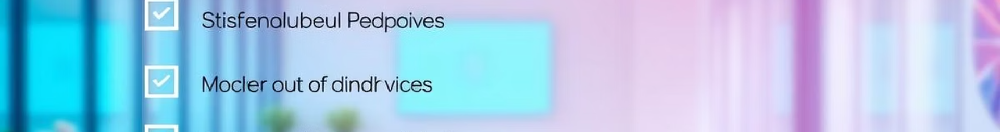 Stisfenalubeul Pedpoives
Mocler out of dindr vices